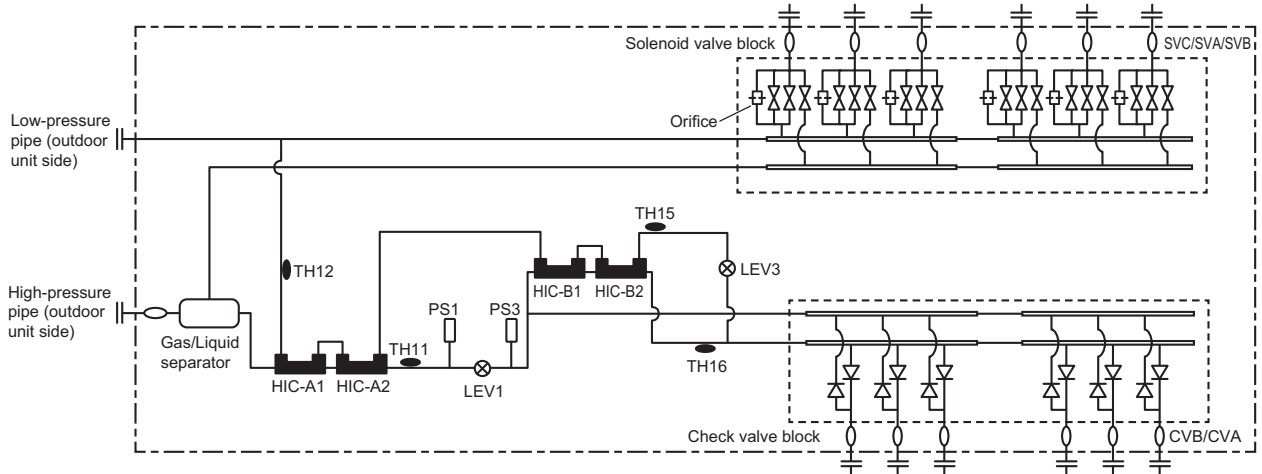 Solenoid valve block
SVC/SVA/SVB
Low-pressure
pipe (outdoor
unit side)
Orifice
TH15
TH12
LEV3
HIC-B1
HIC-B2
High-pressure
pipe (outdoor
unit side)
PS1
PS3
Gas/Liquid
separator
TH11
TH16
HIC-A1
HIC-A2
LEV1
Check valve block
CVB/CVA